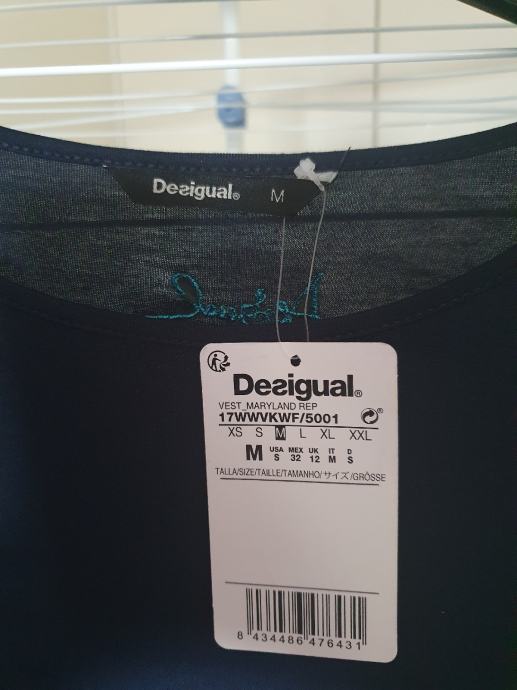 Desigual® M
Desigual®
VEST_MARYLAND REP
17WWVKWF/5001
XS S M L XL XXL
M USA S MEX 32 UK 12 IT M D S
TALLA/SIZE/TAILLE/TAMANHO/サイズ/GRÖSSE
8 434486 476431